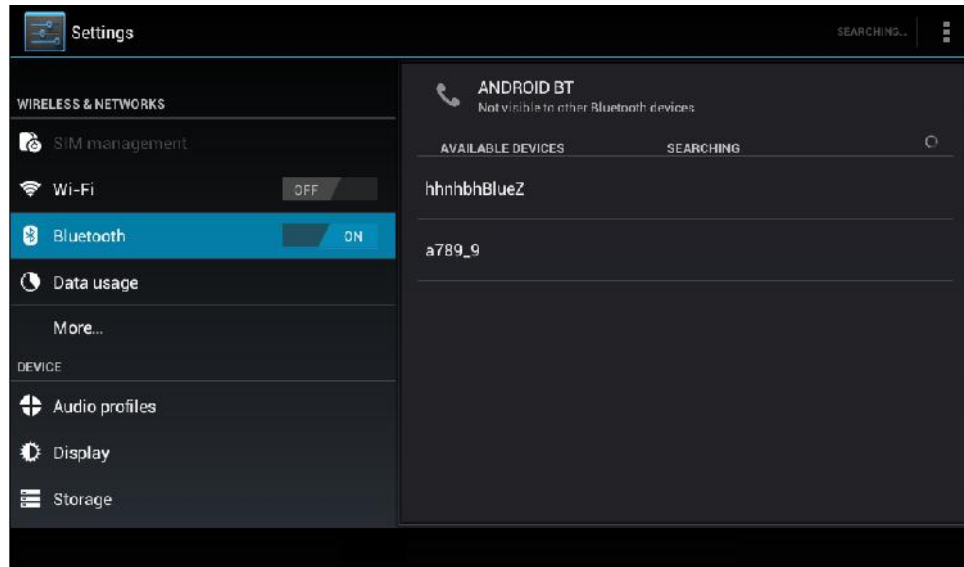 Settings
SEARCHING...
WIRELESS & NETWORKS
SIM management
Wi-Fi
OFF
Bluetooth
ON
Data usage
More...
DEVICE
Audio profiles
Display
Storage
ANDROID BT
Not visible to other Bluetooth devices
AVAILABLE DEVICES SEARCHING
hhnhbhBlueZ
a789_9